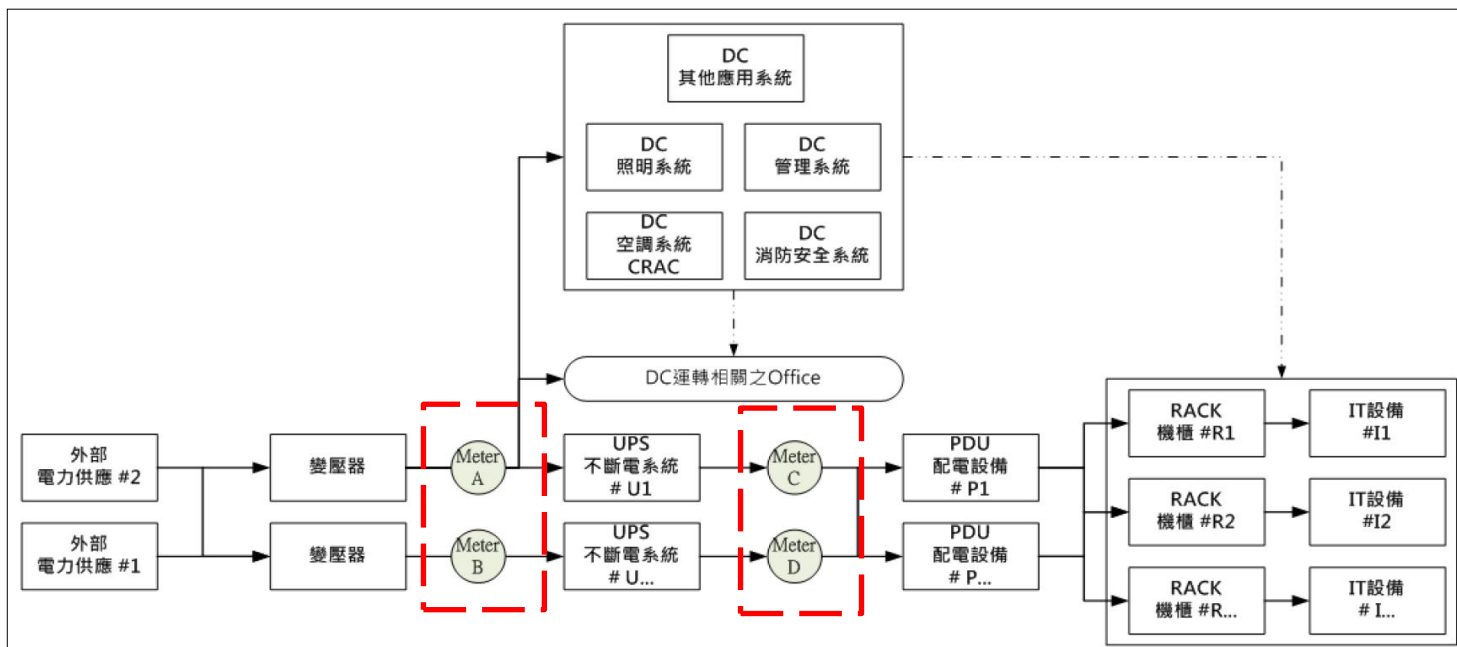 DC
其他應用系統
DC
照明系統
DC
管理系統
DC
空調系統
CRAC
DC
消防安全系統
DC運轉相關之Office
外部
電力供應 #2
變壓器
Meter
A
UPS
不斷電系統
# U1
Meter
C
PDU
配電設備
# P1
外部
電力供應 #1
變壓器
Meter
B
UPS
不斷電系統
# U...
Meter
D
PDU
配電設備
# P...
RACK
機櫃 #R1
IT設備
#I1
RACK
機櫃 #R2
IT設備
#I2
RACK
機櫃 #R...
IT設備
# I...